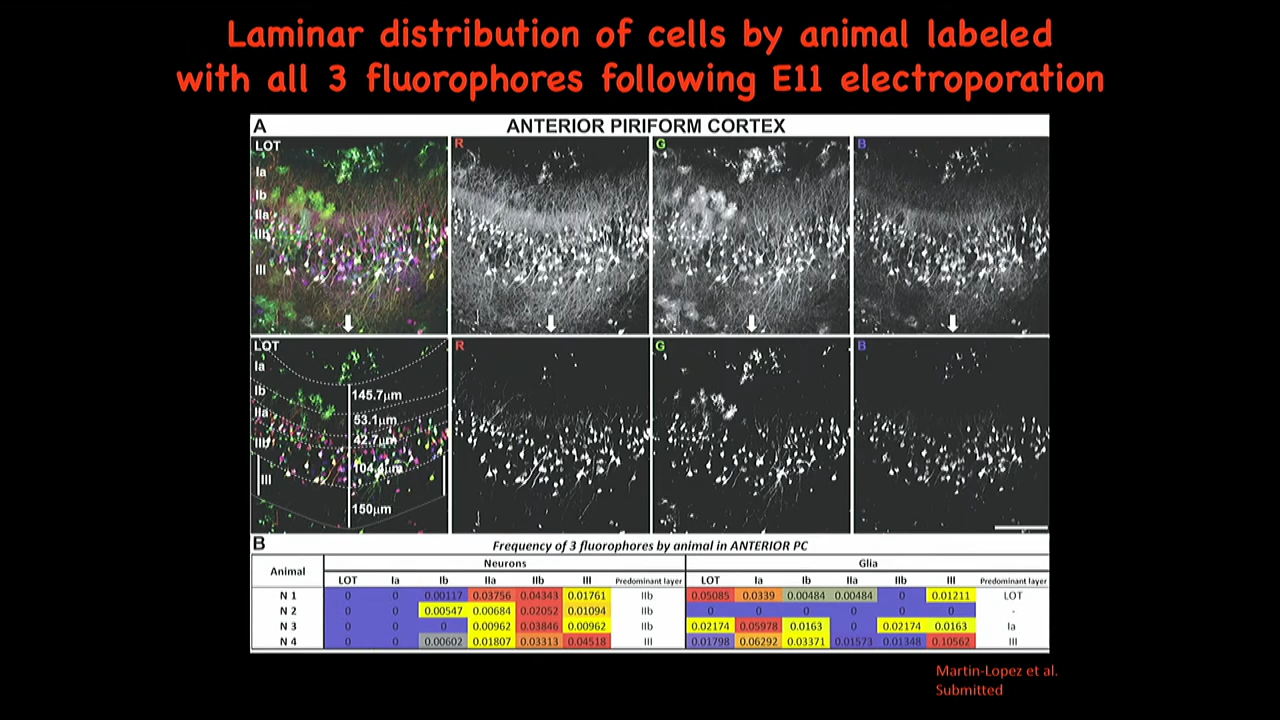 Laminar distribution of cells by animal labeled
with all 3 fluorophores following E11 electroporation
A ANTERIOR PIRIFORM CORTEX
LOT R G B
Ia
Ib
IIa
IIb
III
LOT R G B
Ia
Ib 145.7µm
IIa 53.1µm
IIb 42.7µm
104.4µm
III
150µm
B Frequency of 3 fluorophores by animal in ANTERIOR PC
Animal Neurons Glia
LOT Ia Ib IIa IIb III Predominant layer LOT Ia Ib IIa IIb III Predominant layer
N 1 0 0 0.00117 0.03756 0.04343 0.01761 IIb 0.05085 0.0339 0.00484 0.00484 0 0.01211 LOT
N 2 0 0 0.00547 0.00684 0.02052 0.01094 IIb 0 0 0 0 0 0 -
N 3 0 0 0 0.00962 0.03846 0.00962 IIb 0.02174 0.05978 0.0163 0 0.02174 0.0163 Ia
N 4 0 0 0.00602 0.01807 0.03313 0.04518 III 0.01798 0.06292 0.03371 0.01573 0.01348 0.10562 III
Martin-Lopez et al.
Submitted